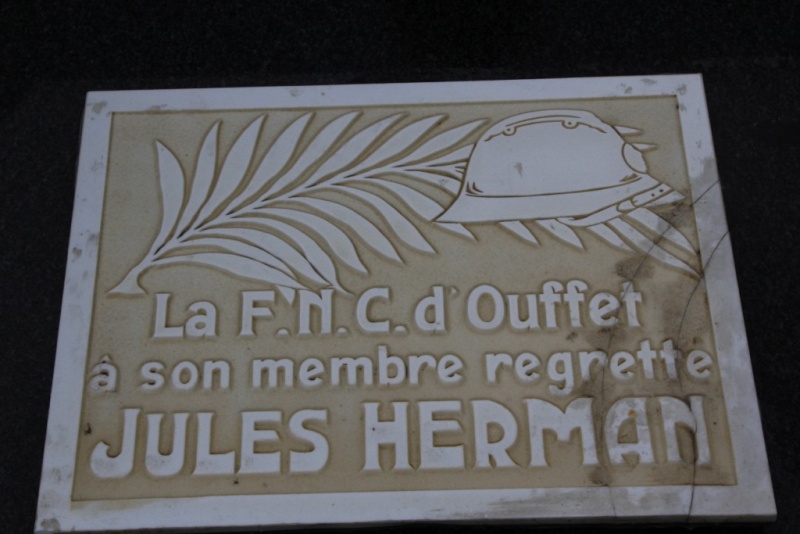 La F.N.C. d'Ouffet
à son membre regretté
JULES HERMAN